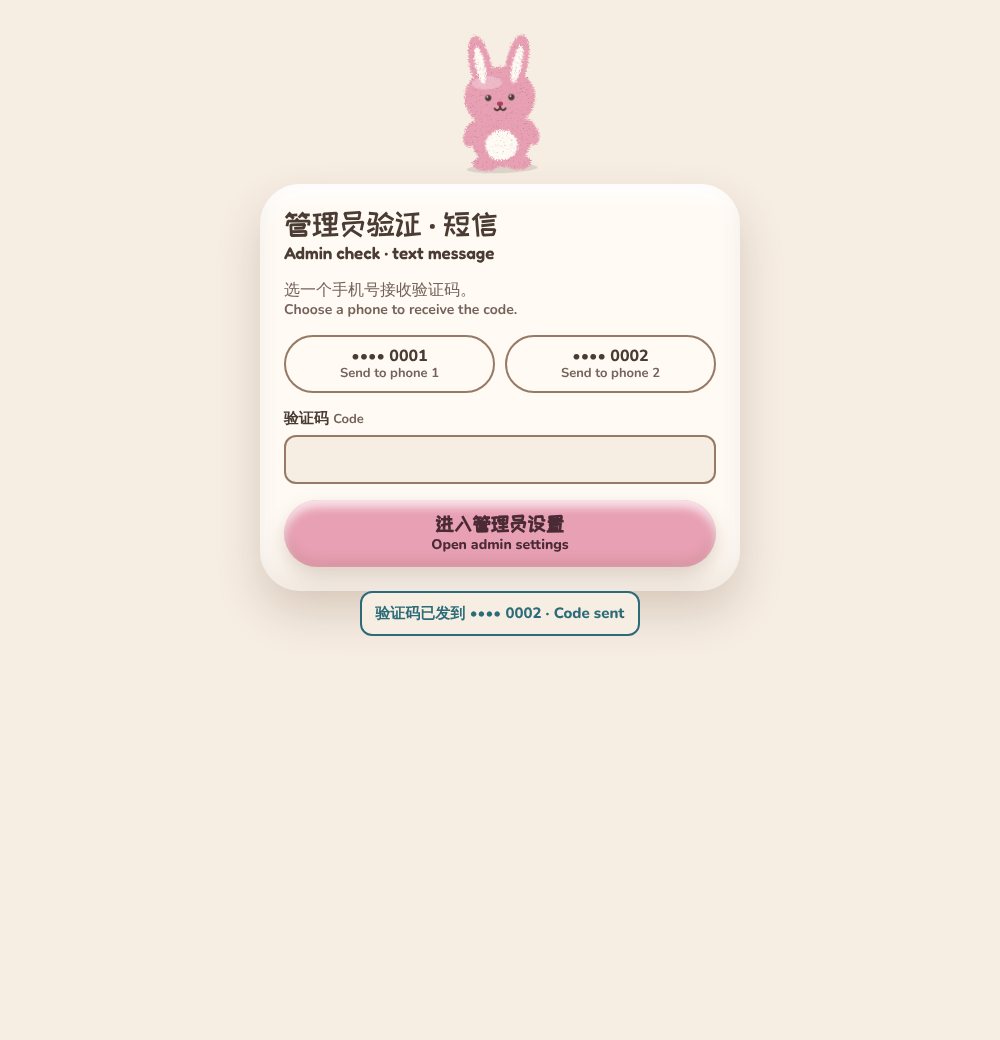 管理员验证 · 短信
Admin check · text message
选一个手机号接收验证码。
Choose a phone to receive the code.
•••• 0001
Send to phone 1
•••• 0002
Send to phone 2
验证码 Code
进入管理员设置
Open admin settings
验证码已发到 •••• 0002 · Code sent